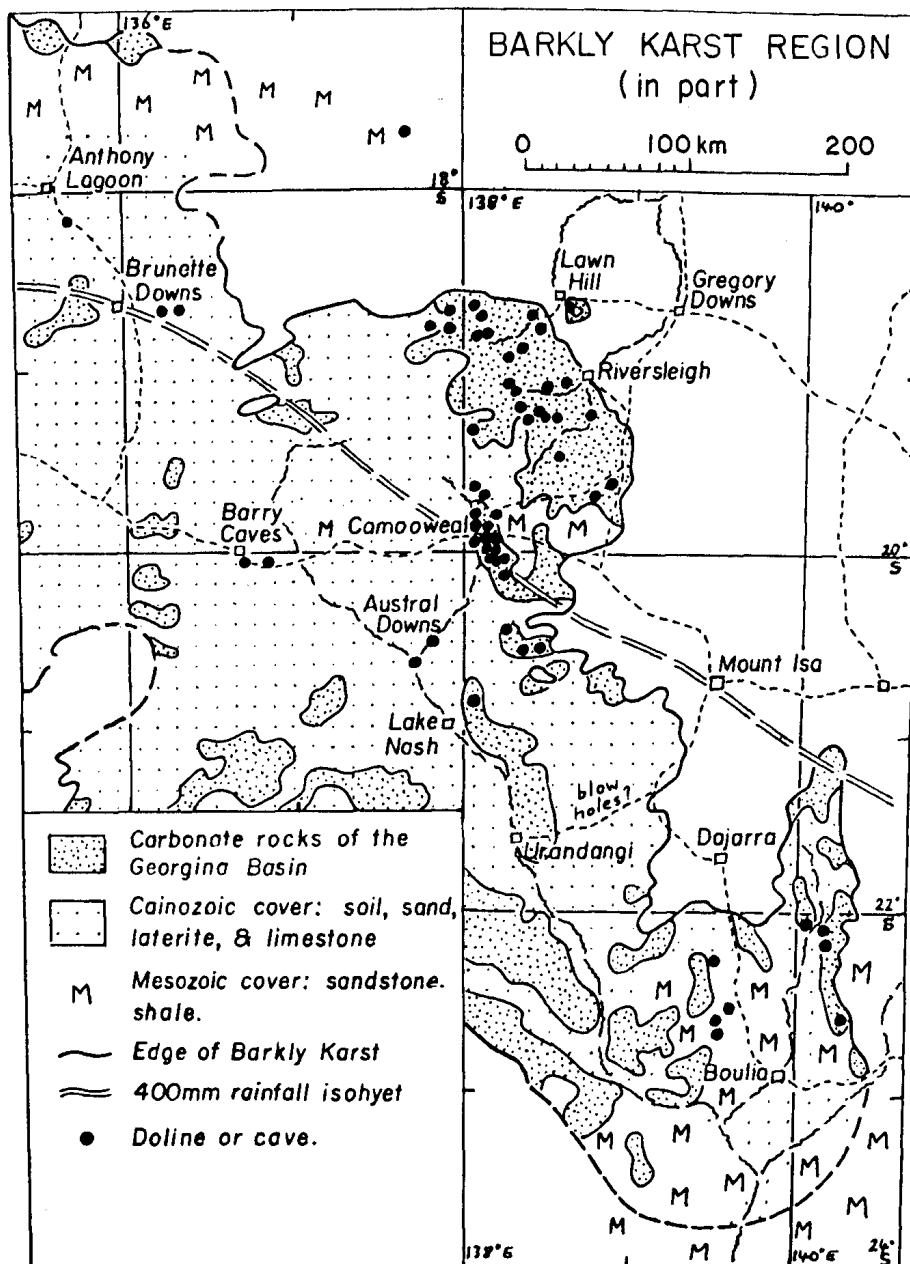 BARKLY KARST REGION
(in part)
0 100 km 200
136°E
Anthony
Lagoon
18°
S
138°E
140°
Brunette
Downs
Lawn
Hill
Gregory
Downs
Riversleigh
Barry
Caves
M
Camooweal
M
M
20°
S
Austral
Downs
Mount Isa
Lake
Nash
blow
holes?
Urandangi
Dajarra
22°
S
Boulia
138°E
140°E
24°
S
Carbonate rocks of the
Georgina Basin
Cainozoic cover: soil, sand,
laterite, & limestone
M
Mesozoic cover: sandstone.
shale.
Edge of Barkly Karst
400mm rainfall isohyet
Doline or cave.